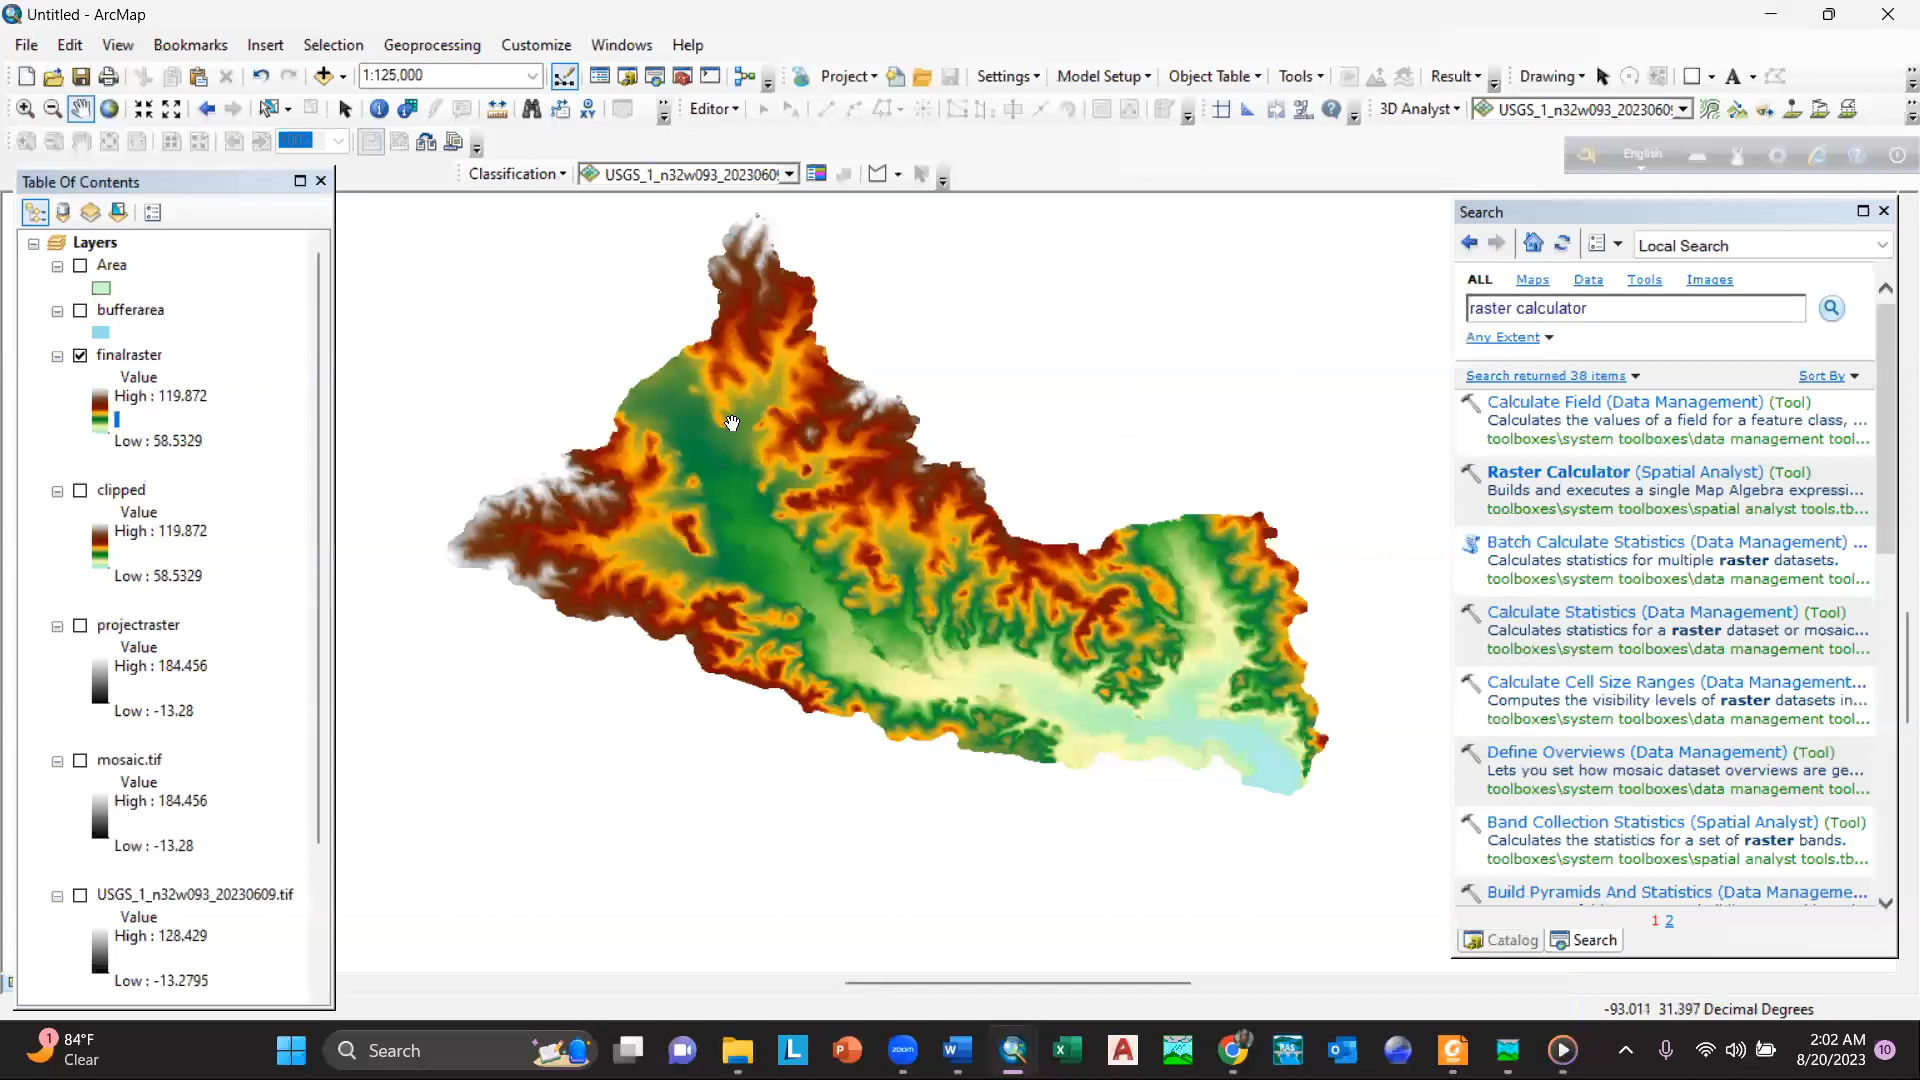 Untitled - ArcMap
File Edit View Bookmarks Insert Selection Geoprocessing Customize Windows Help
1:125,000 Project Settings Model Setup Object Table Tools Result Drawing
Editor 3D Analyst USGS_1_n32w093_20230609
100%
English
Classification USGS_1_n32w093_20230609
Table Of Contents
Layers
Area
bufferarea
finalraster
Value
High : 119.872
Low : 58.5329
clipped
Value
High : 119.872
Low : 58.5329
projectraster
Value
High : 184.456
Low : -13.28
mosaic.tif
Value
High : 184.456
Low : -13.28
USGS_1_n32w093_20230609.tif
Value
High : 128.429
Low : -13.2795
Search
Local Search
ALL Maps Data Tools Images
raster calculator
Any Extent
Search returned 38 items Sort By
Calculate Field (Data Management) (Tool)
Calculates the values of a field for a feature class, ...
toolboxes\system toolboxes\data management tool...
Raster Calculator (Spatial Analyst) (Tool)
Builds and executes a single Map Algebra expressi...
toolboxes\system toolboxes\spatial analyst tools.tb...
Batch Calculate Statistics (Data Management) ...
Calculates statistics for multiple raster datasets.
toolboxes\system toolboxes\data management tool...
Calculate Statistics (Data Management) (Tool)
Calculates statistics for a raster dataset or mosaic...
toolboxes\system toolboxes\data management tool...
Calculate Cell Size Ranges (Data Management...
Computes the visibility levels of raster datasets in...
toolboxes\system toolboxes\data management tool...
Define Overviews (Data Management) (Tool)
Lets you set how mosaic dataset overviews are ge...
toolboxes\system toolboxes\data management tool...
Band Collection Statistics (Spatial Analyst) (Tool)
Calculates the statistics for a set of raster bands.
toolboxes\system toolboxes\spatial analyst tools.tb...
Build Pyramids And Statistics (Data Manageme...
1 2
Catalog Search
-93.011 31.397 Decimal Degrees
1 84°F
Clear
Search
zoom
RAS
2:02 AM
8/20/2023
10